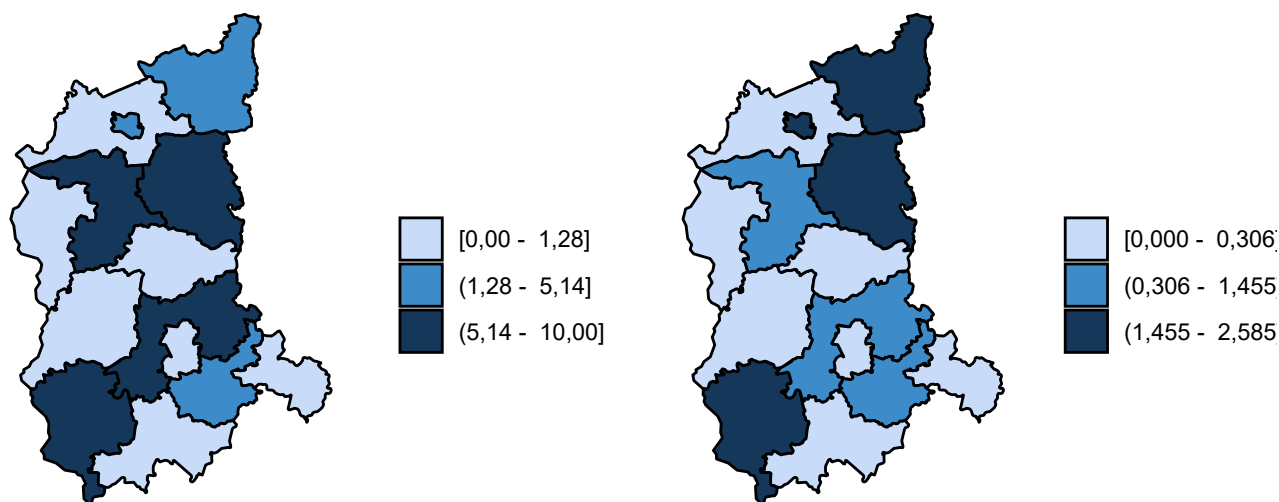 [0,00 - 1,28]
(1,28 - 5,14]
(5,14 - 10,00]
[0,000 - 0,306]
(0,306 - 1,455]
(1,455 - 2,585]